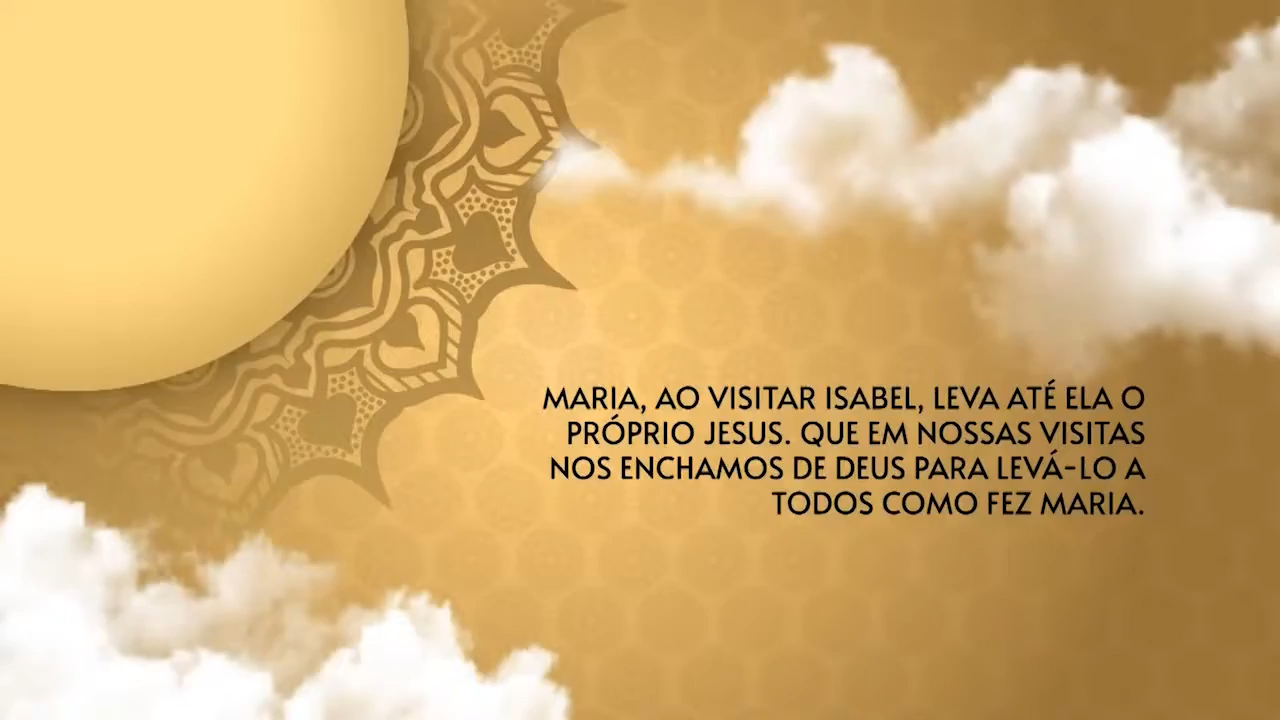 MARIA, AO VISITAR ISABEL, LEVA ATÉ ELA O
PRÓPRIO JESUS. QUE EM NOSSAS VISITAS
NOS ENCHAMOS DE DEUS PARA LEVÁ-LO A
TODOS COMO FEZ MARIA.